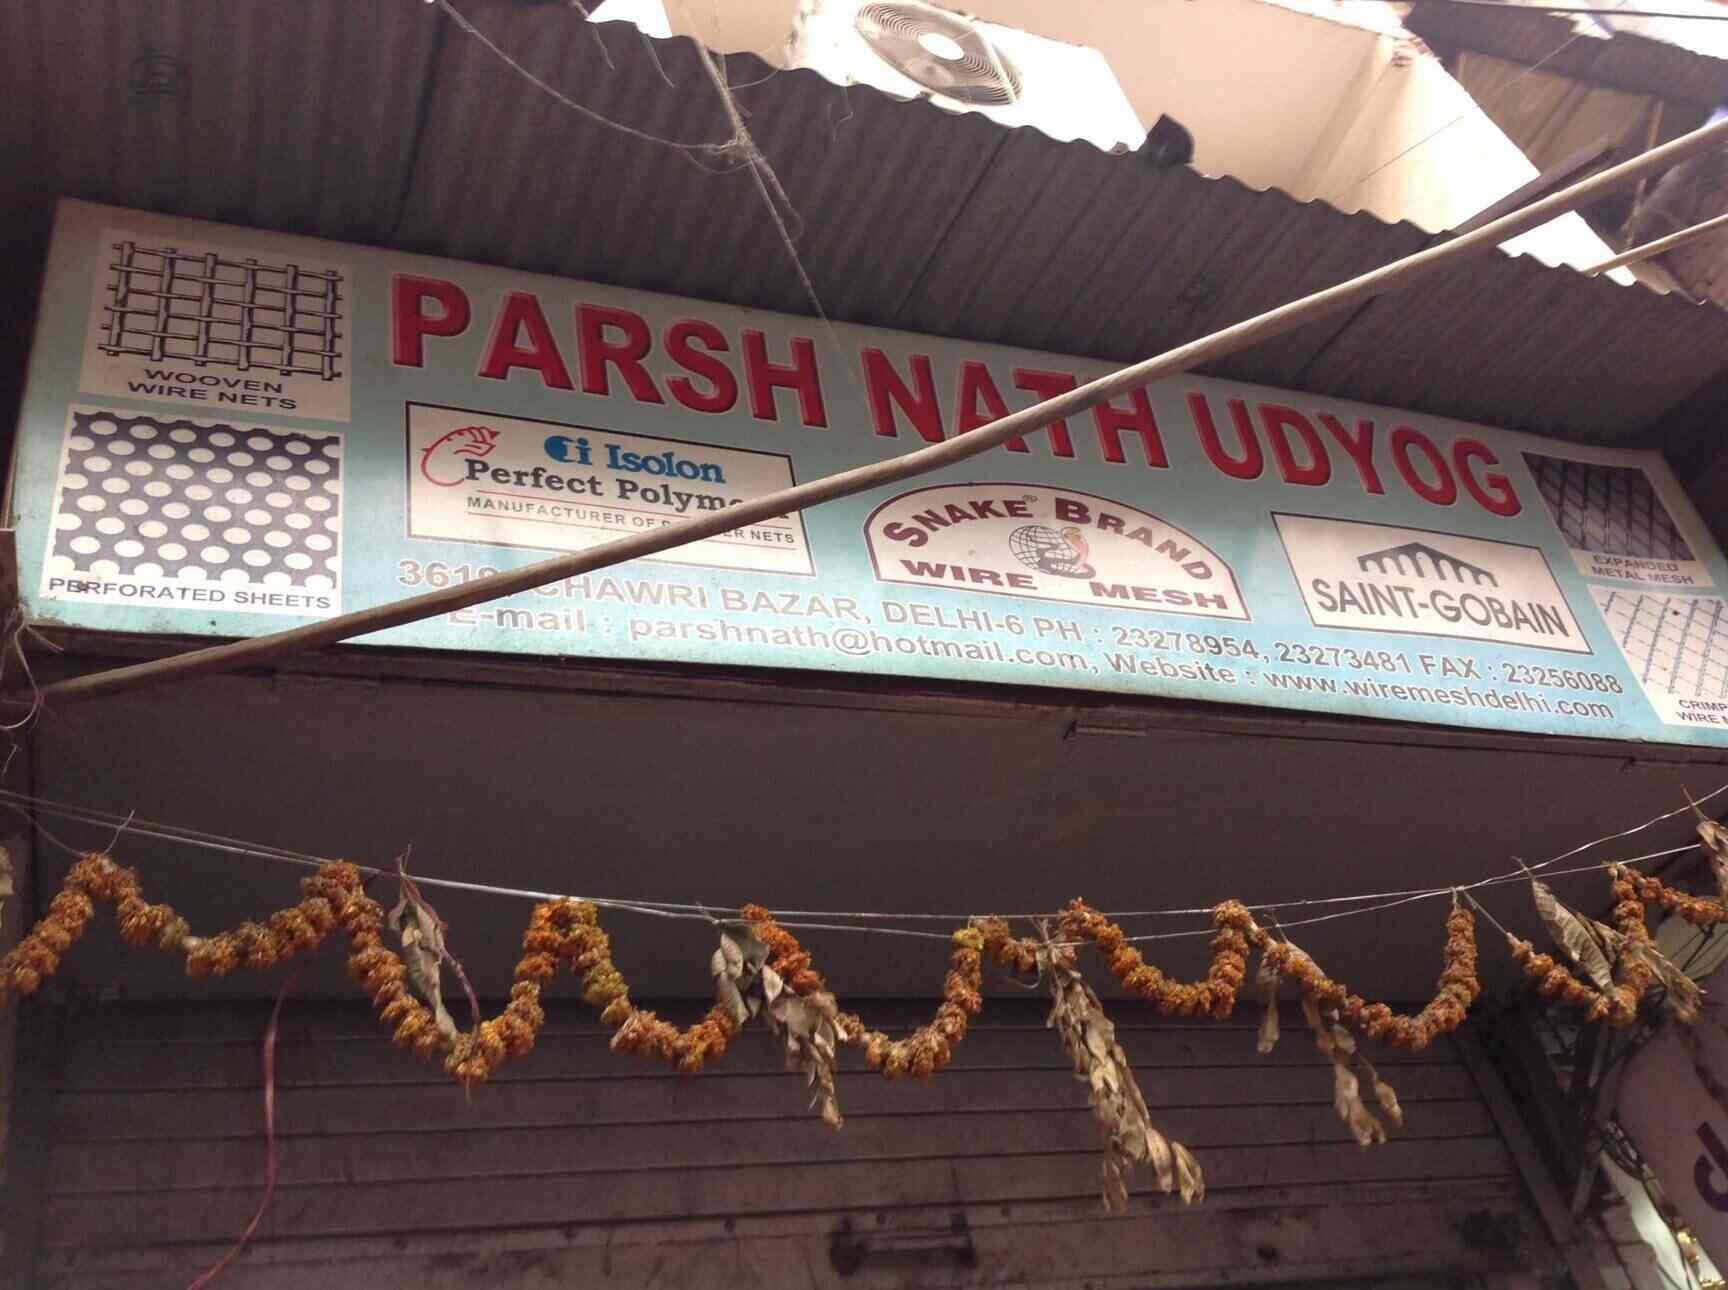 PARSH NATH UDYOG
WOOVEN
WIRE NETS
PERFORATED SHEETS
Ci Isolon
Perfect
MANUFACTURER OF
NETS
SNAKE® BRAND
WIRE MESH
SAINT-GOBAIN
EXPANDED
METAL MESH
WIRE
CHAWRI BAZAR, DELHI-6 PH : 23278954, 23273481 FAX : 23256088
E-mail : parshnath@hotmail.com, Website : www.wiremeshdelhi.com